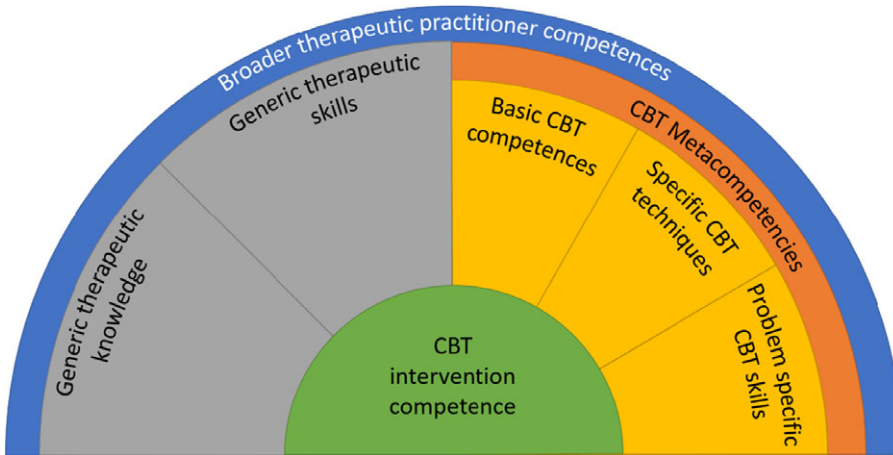 Broader therapeutic practitioner competences
Generic therapeutic
knowledge
Generic therapeutic
skills
Basic CBT
competences
CBT Metacompetencies
Specific CBT
techniques
Problem specific
CBT skills
CBT
intervention
competence